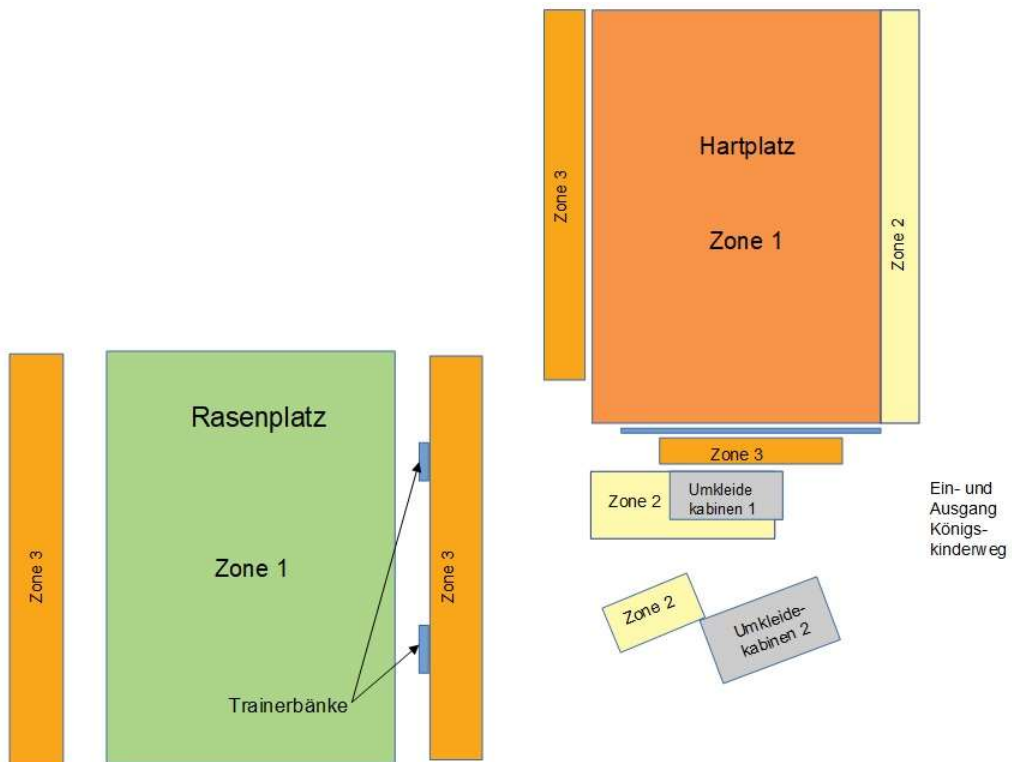 Hartplatz
Zone 1
Zone 3
Zone 2
Zone 3
Zone 2
Umkleide
kabinen 1
Ein- und
Ausgang
Königs-
kinderweg
Zone 2
Umkleide-
kabinen 2
Rasenplatz
Zone 1
Zone 3
Zone 3
Trainerbänke